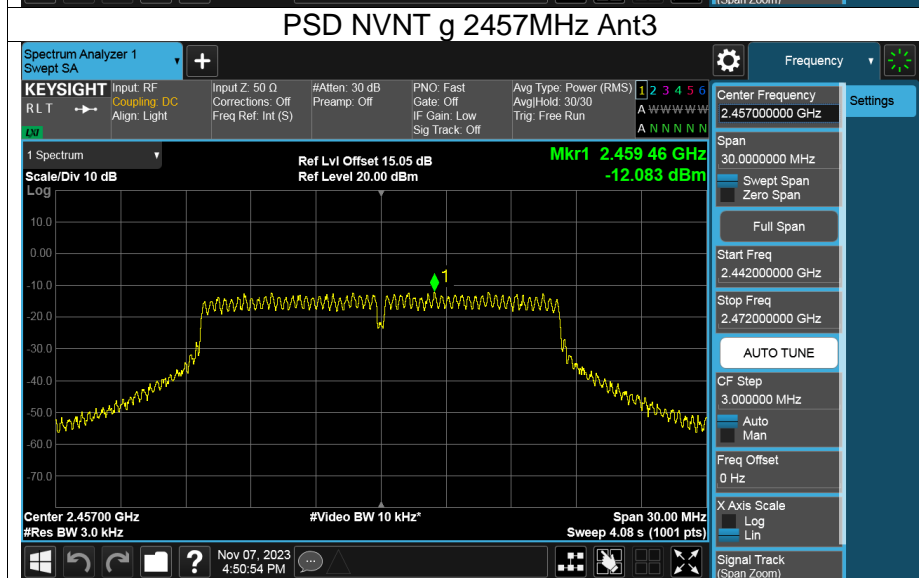 (Span Zoom)
PSD NVNT g 2457MHz Ant3
Spectrum Analyzer 1
Swept SA
+
Frequency
KEYSIGHT
RLT
LXI
Input: RF
Coupling: DC
Align: Light
Input Z: 50 Ω
Corrections: Off
Freq Ref: Int (S)
#Atten: 30 dB
Preamp: Off
PNO: Fast
Gate: Off
IF Gain: Low
Sig Track: Off
Avg Type: Power (RMS)
Avg|Hold: 30/30
Trig: Free Run
1 2 3 4 5 6
A W W W W W
A N N N N N
Center Frequency
2.457000000 GHz
Settings
1 Spectrum
Scale/Div 10 dB
Log
Ref Lvl Offset 15.05 dB
Ref Level 20.00 dBm
Mkr1 2.459 46 GHz
-12.083 dBm
Span
30.0000000 MHz
Swept Span
Zero Span
Full Span
Start Freq
2.442000000 GHz
Stop Freq
2.472000000 GHz
AUTO TUNE
CF Step
3.000000 MHz
Auto
Man
Freq Offset
0 Hz
X Axis Scale
Log
Lin
Signal Track
(Span Zoom)
10.0
0.00
-10.0
-20.0
-30.0
-40.0
-50.0
-60.0
-70.0
1
Center 2.45700 GHz
#Res BW 3.0 kHz
#Video BW 10 kHz*
Span 30.00 MHz
Sweep 4.08 s (1001 pts)
?
Nov 07, 2023
4:50:54 PM